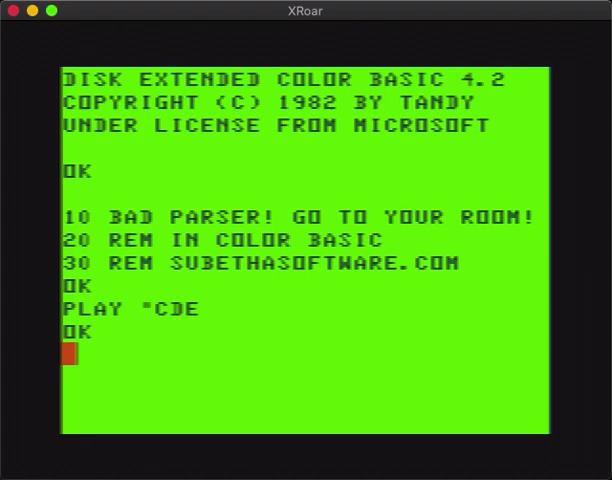 XRoar
DISK EXTENDED COLOR BASIC 4.2
COPYRIGHT (C) 1982 BY TANDY
UNDER LICENSE FROM MICROSOFT
OK
10 BAD PARSER! GO TO YOUR ROOM!
20 REM IN COLOR BASIC
30 REM SUBETHASOFTWARE.COM
OK
PLAY "CDE
OK